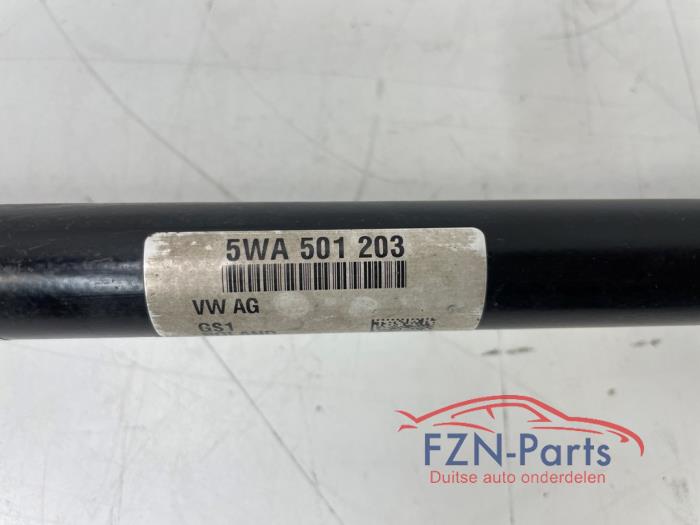 5WA 501 203
VW AG
GS1
FZN-Parts
Duitse auto onderdelen